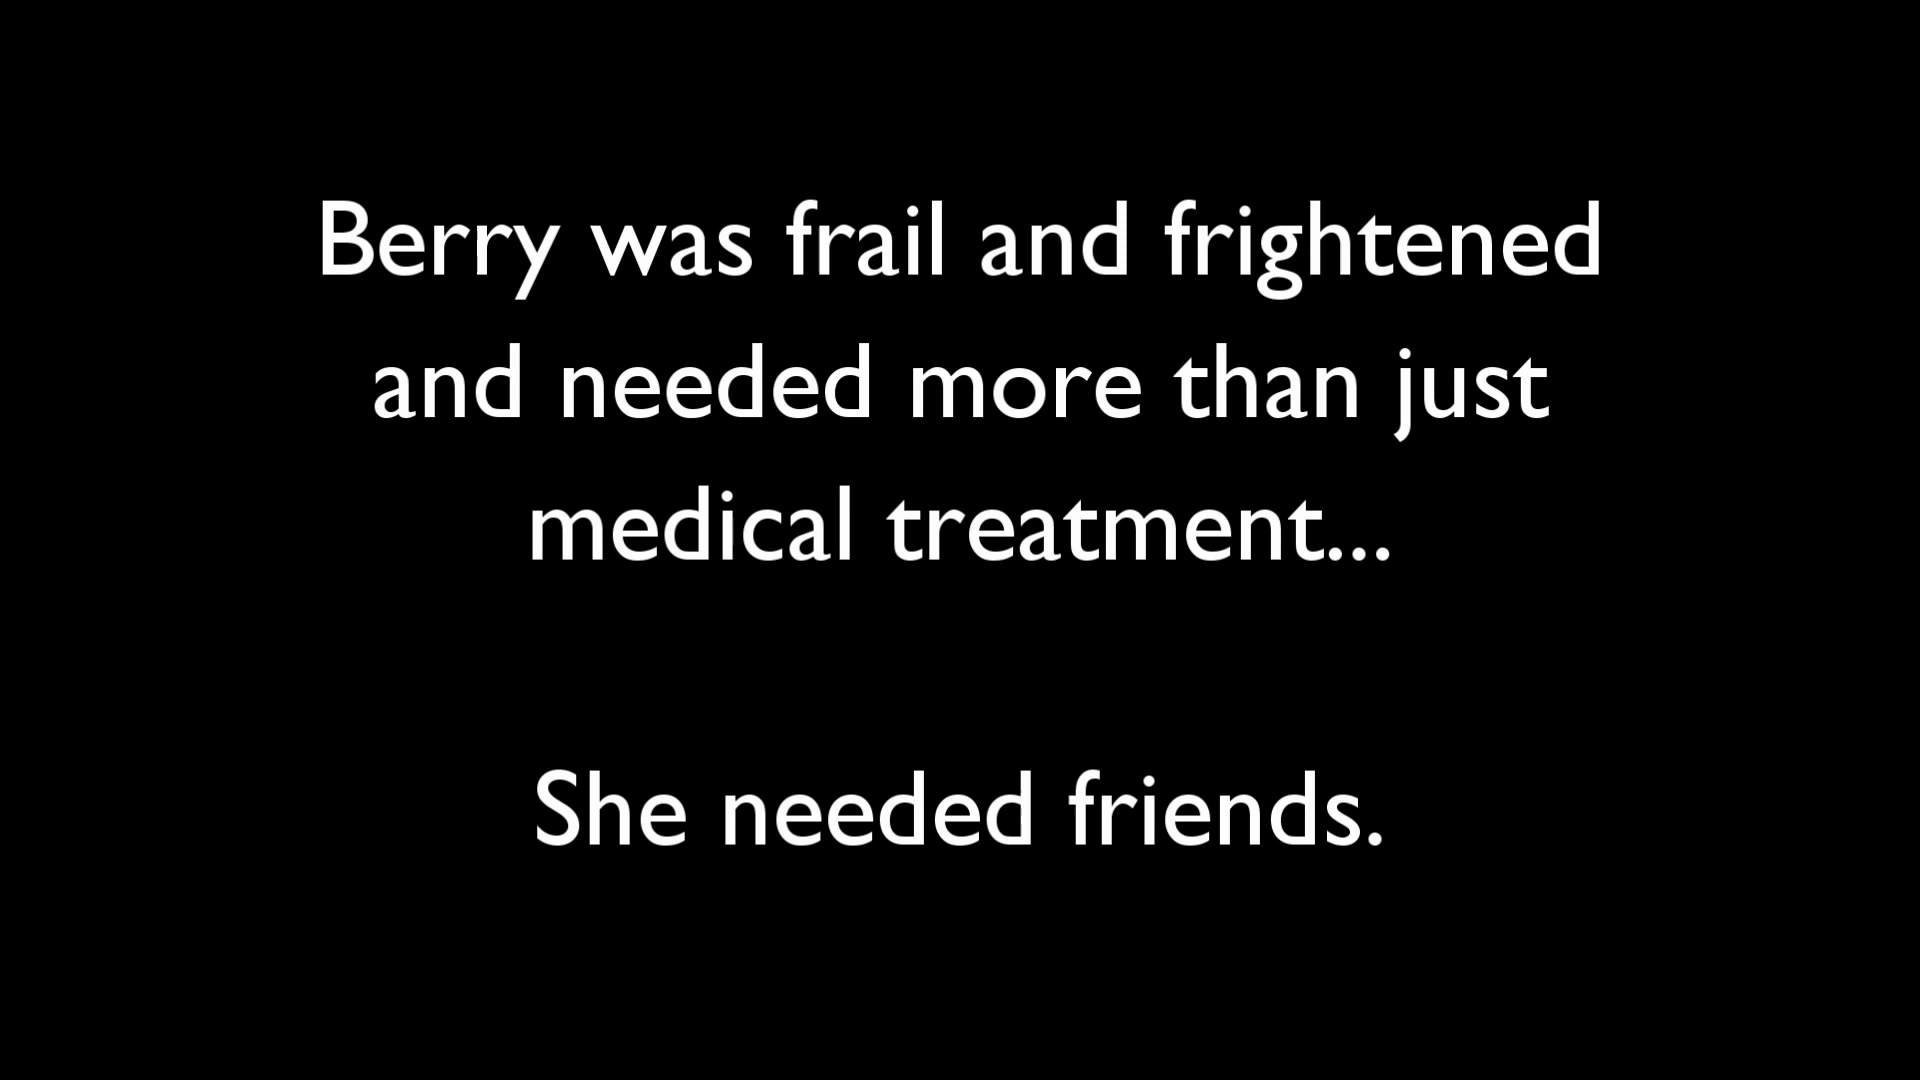 Berry was frail and frightened
and needed more than just
medical treatment...
She needed friends.